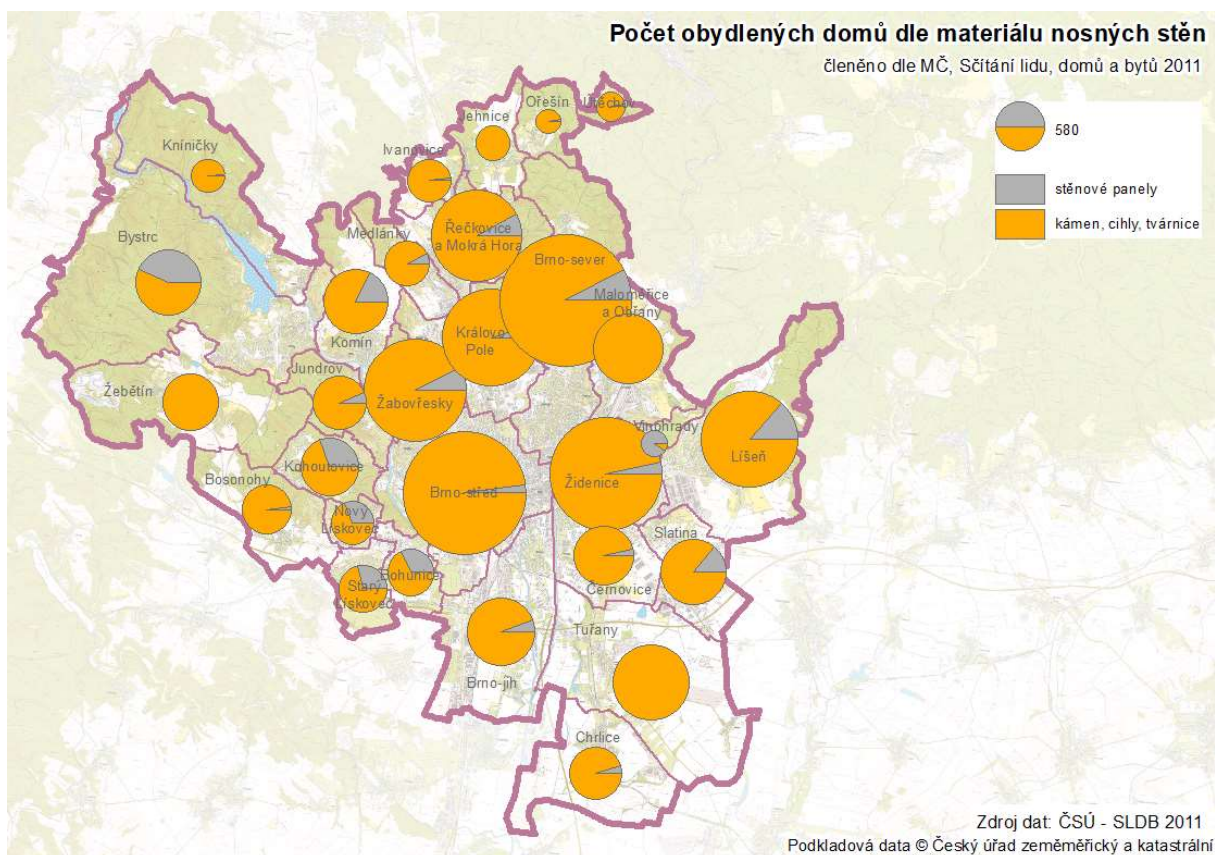 Počet obydlených domů dle materiálu nosných stěn
členěno dle MČ, Sčítání lidu, domů a bytů 2011
580
stěnové panely
kámen, cihly, tvárnice
Útěchov
Ořešín
Jehnice
Ivanovice
Kníničky
Řečkovice
a Mokrá Hora
Medlánky
Bystrc
Brno-sever
Maloměřice
a Obřany
Královo
Pole
Komín
Jundrov
Žebětín
Žabovřesky
Vinohrady
Líšeň
Kohoutovice
Bosonohy
Brno-střed
Židenice
Nový
Lískovec
Slatina
Bohunice
Starý
Lískovec
Černovice
Tuřany
Brno-jih
Chrlice
Zdroj dat: ČSÚ - SLDB 2011
Podkladová data © Český úřad zeměměřický a katastrální